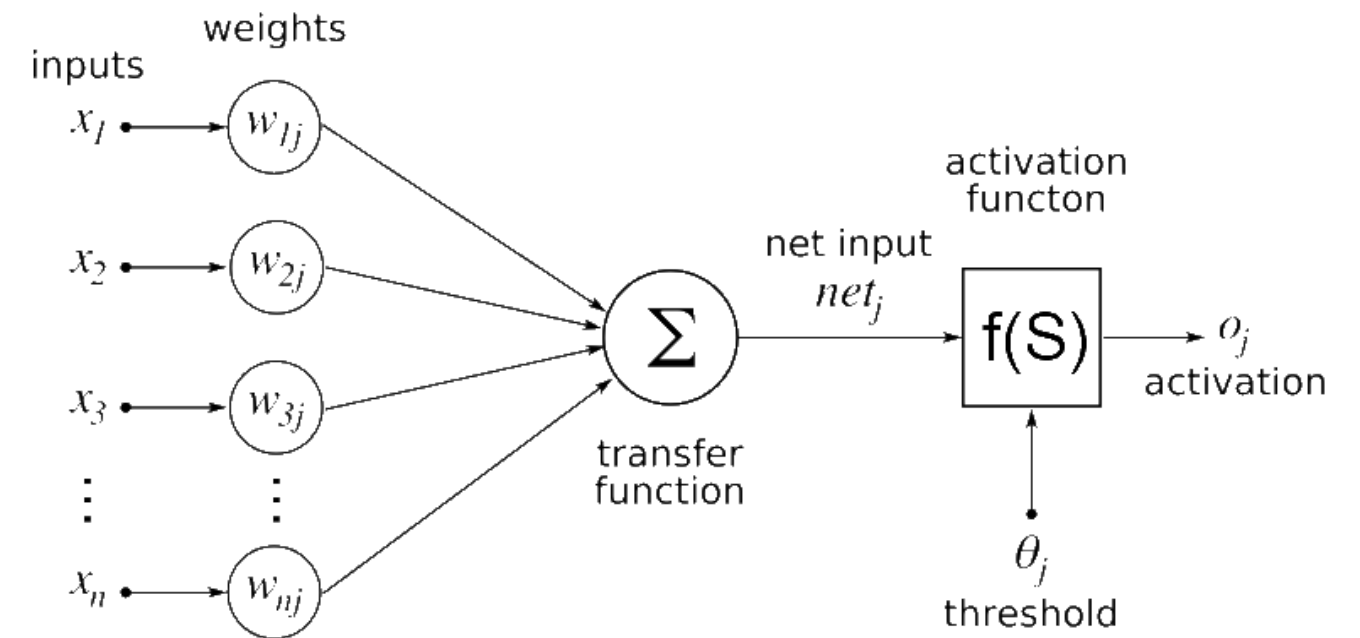 weights
inputs
x1
w1j
x2
w2j
x3
w3j
⋮ ⋮
xn
wnj
Σ
transfer
function
net input
netj
activation
functon
f(S)
oj
activation
θj
threshold